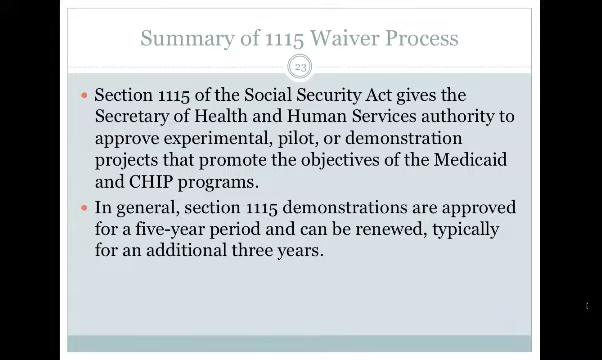 Summary of 1115 Waiver Process
23
• Section 1115 of the Social Security Act gives the
Secretary of Health and Human Services authority to
approve experimental, pilot, or demonstration
projects that promote the objectives of the Medicaid
and CHIP programs.
• In general, section 1115 demonstrations are approved
for a five-year period and can be renewed, typically
for an additional three years.